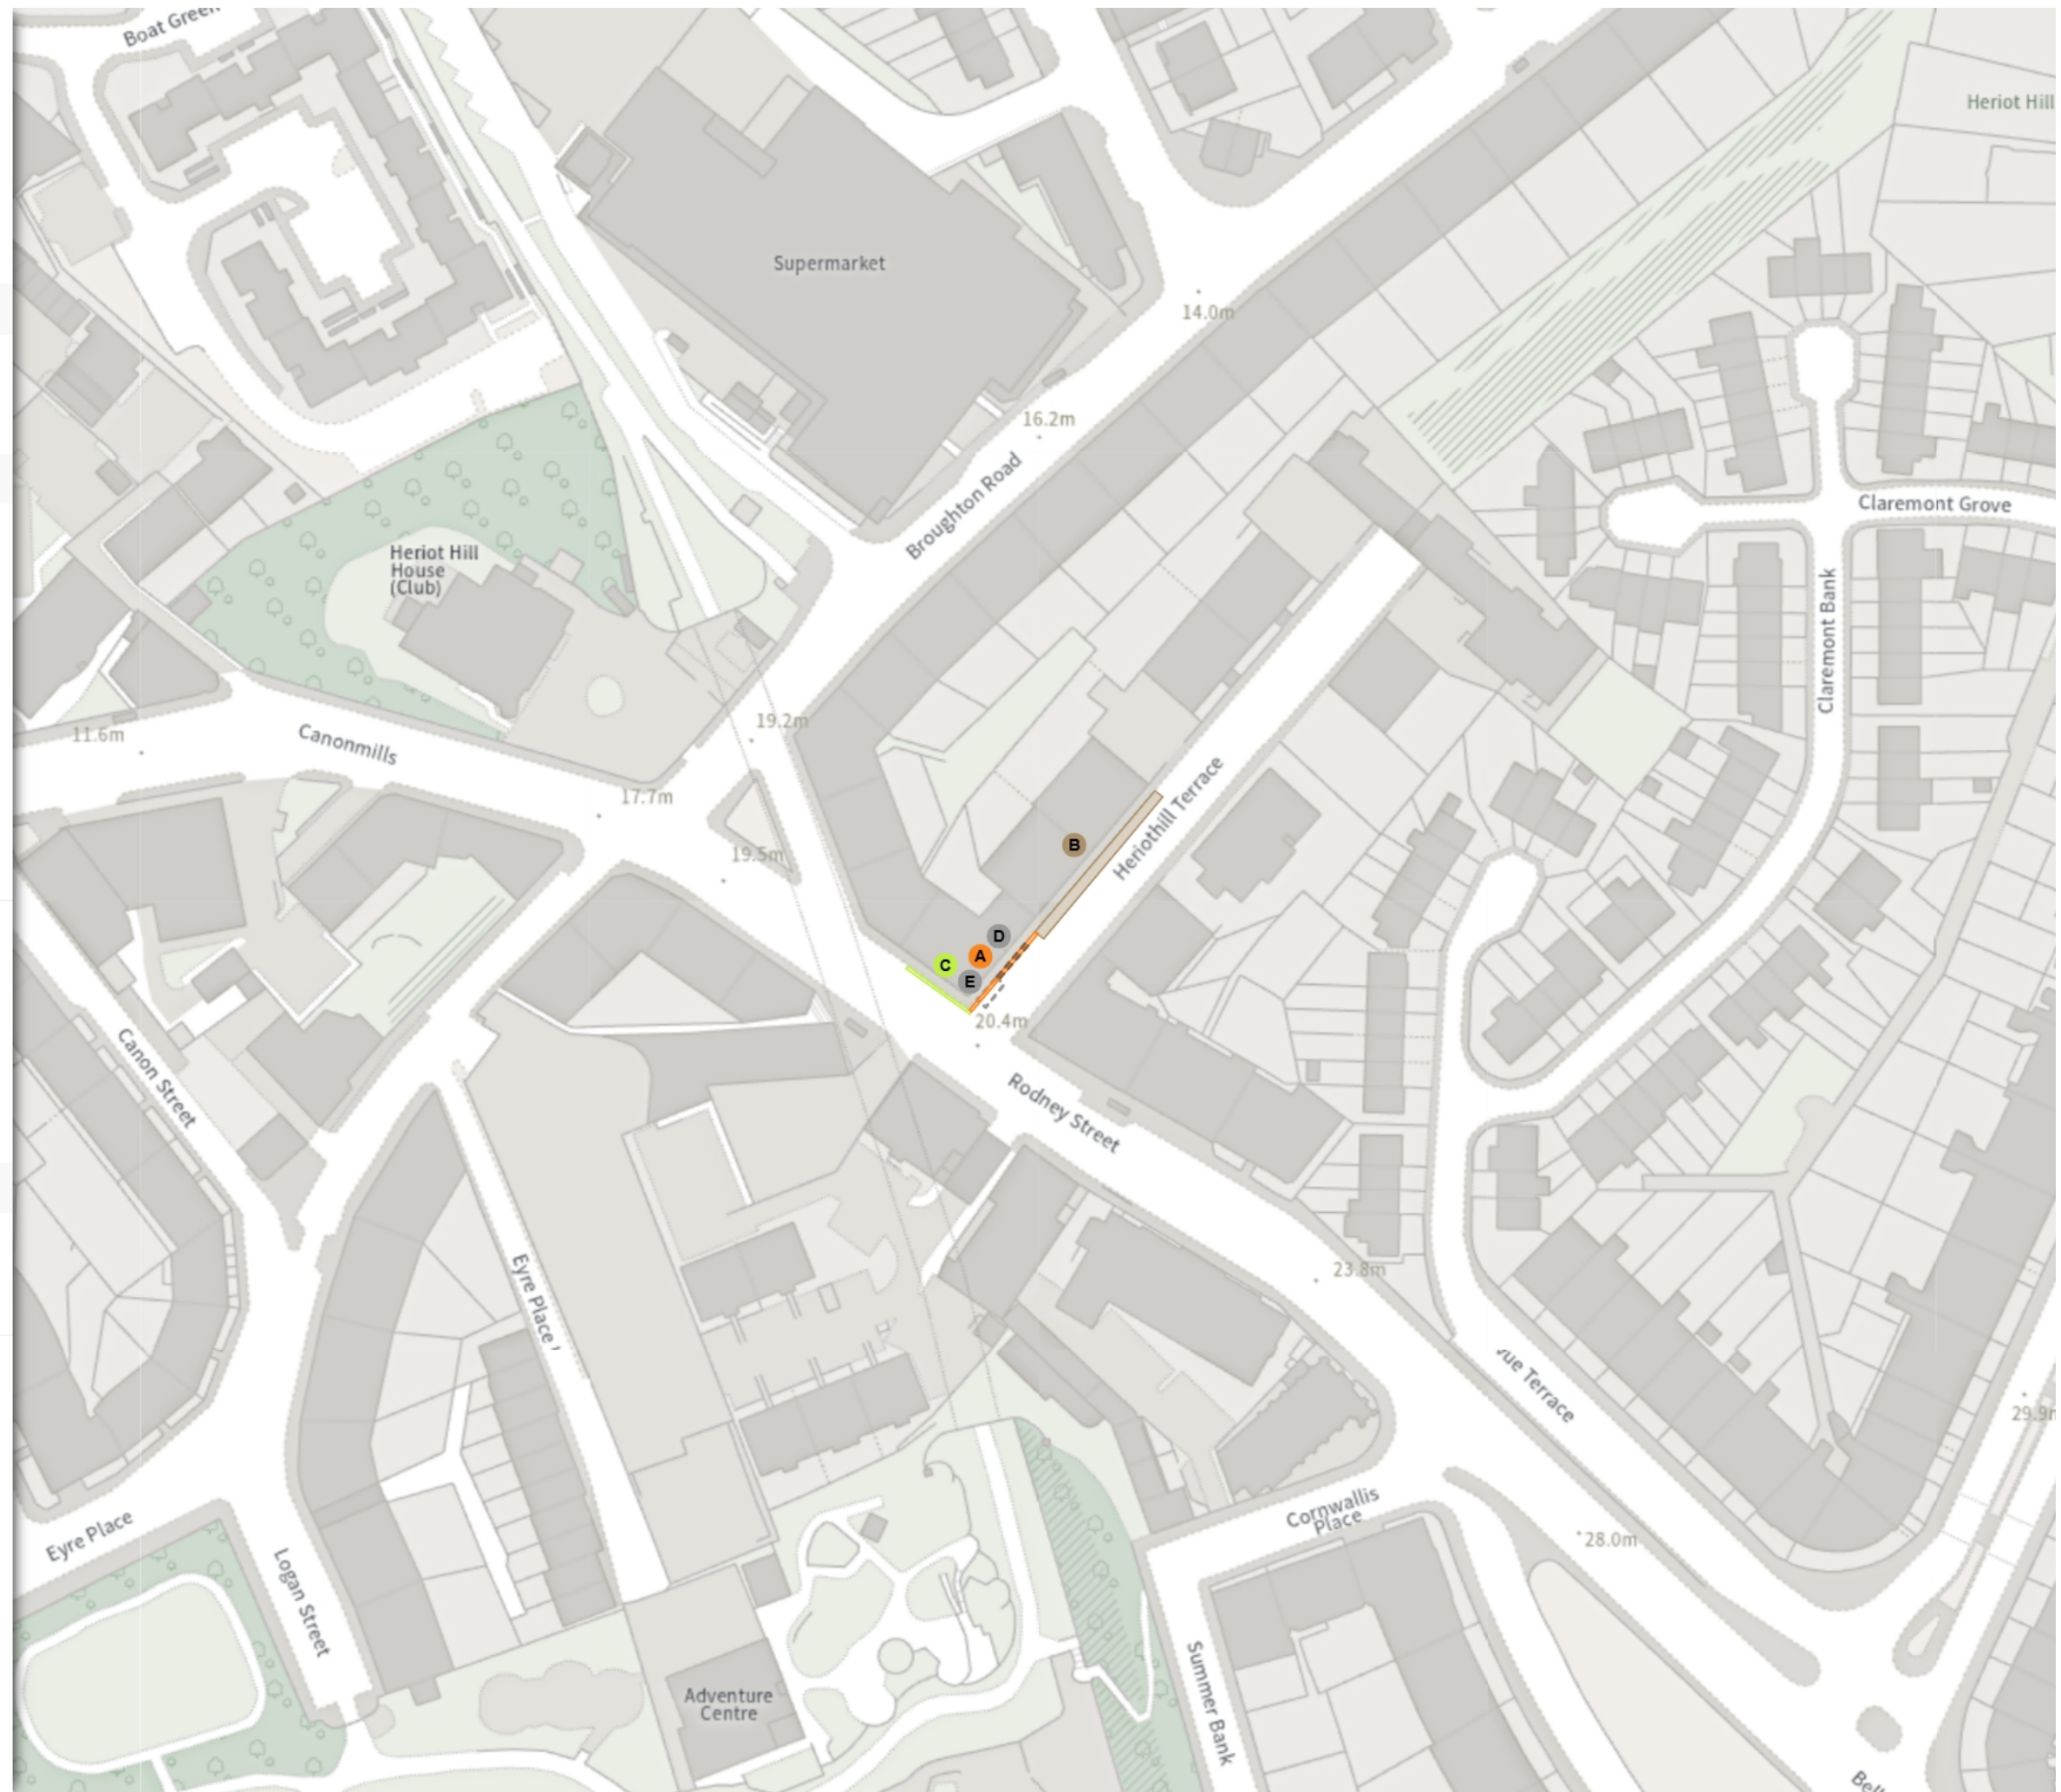 Boat Green
Heriot Hill
Supermarket
14.0m
16.2m
Broughton Road
Claremont Grove
Heriot Hill
House
(Club)
Claremont Bank
19.2m
11.6m
Canonmills
17.7m
Heriothill Terrace
19.5m
B
D
A
C
E
20.4m
Canon Street
Rodney Street
23.8m
Eyre Place
ue Terrace
29.9m
Cornwallis
Place
Eyre Place
28.0m
Logan Street
Summer Bank
Adventure
Centre
Bell